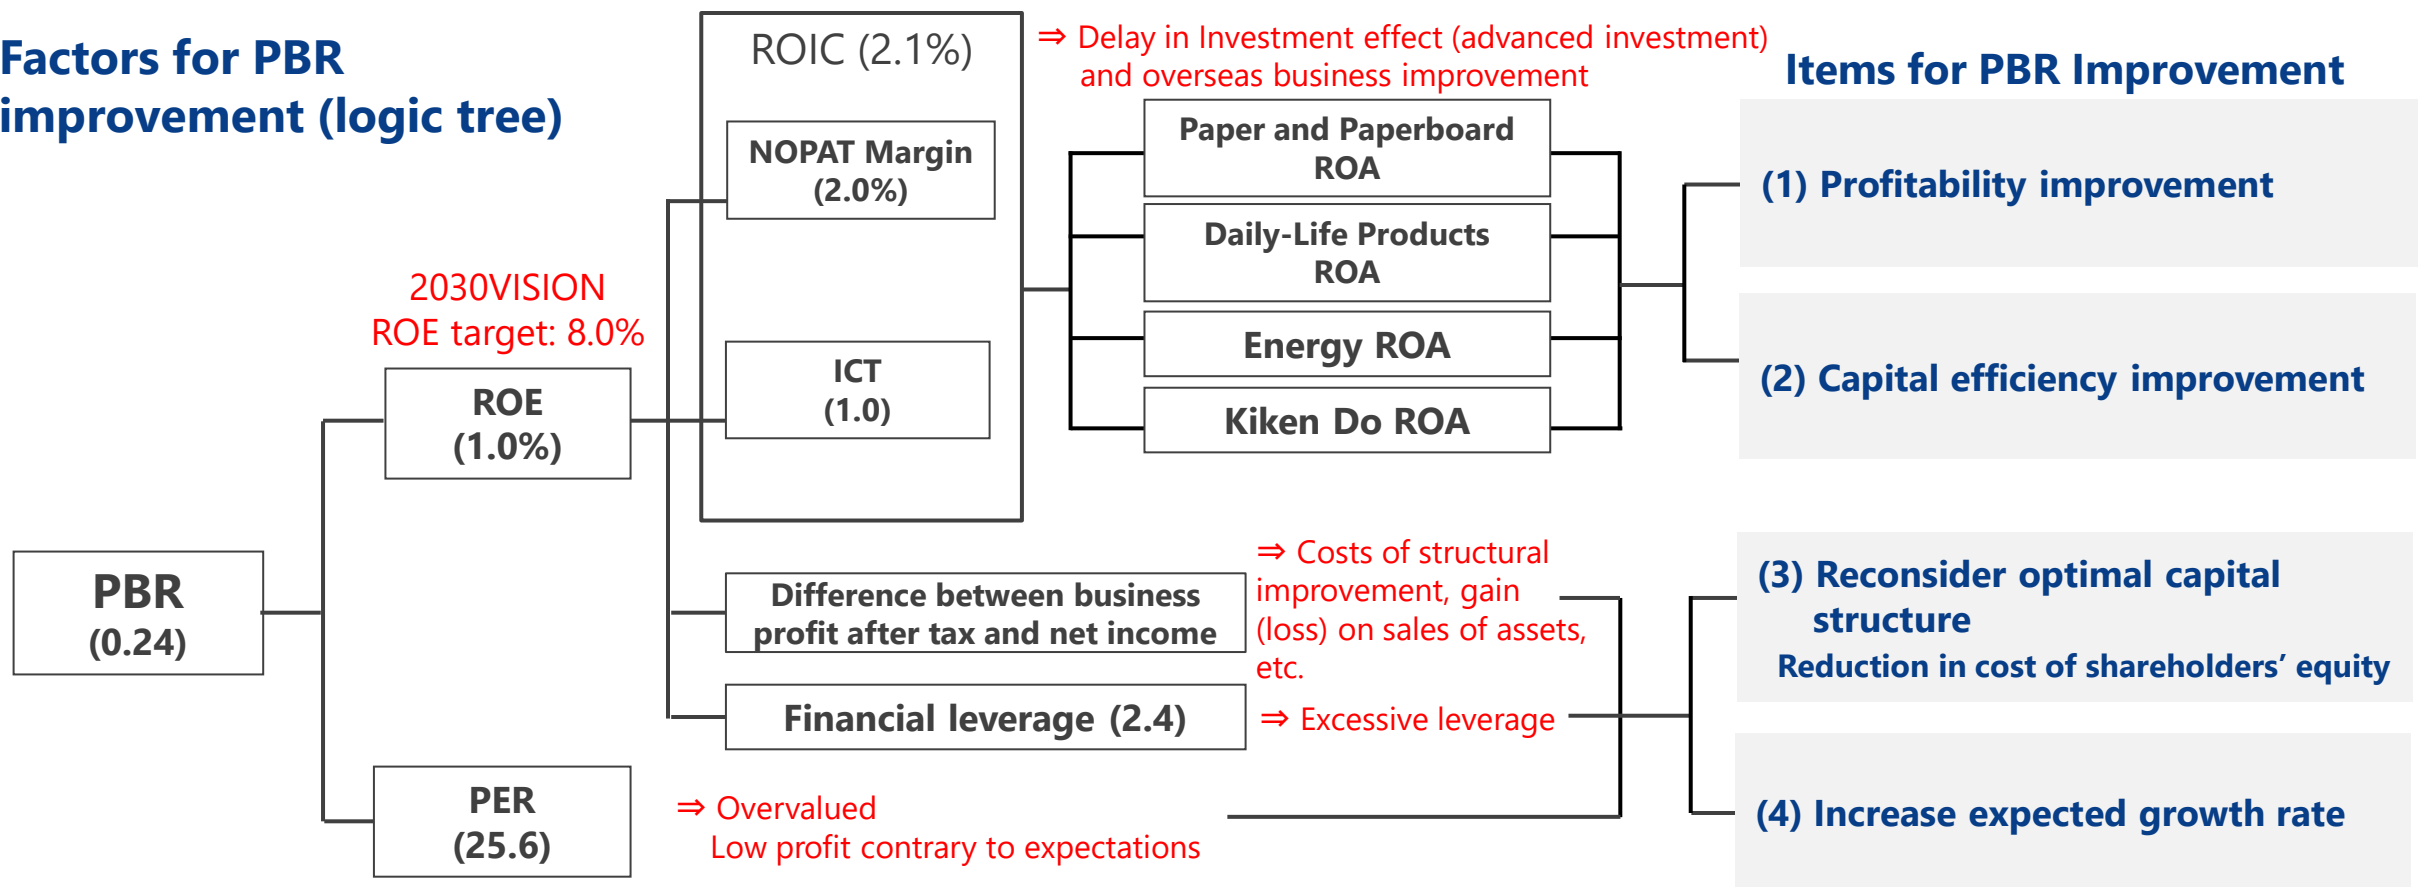 Factors for PBR
improvement (logic tree)
ROIC (2.1%)
⇒ Delay in Investment effect (advanced investment)
and overseas business improvement
Items for PBR Improvement
NOPAT Margin
(2.0%)
ICT
(1.0)
Paper and Paperboard
ROA
Daily-Life Products
ROA
Energy ROA
Kiken Do ROA
(1) Profitability improvement
(2) Capital efficiency improvement
2030VISION
ROE target: 8.0%
ROE
(1.0%)
PBR
(0.24)
Difference between business
profit after tax and net income
⇒ Costs of structural
improvement, gain
(loss) on sales of assets,
etc.
Financial leverage (2.4)
⇒ Excessive leverage
(3) Reconsider optimal capital
structure
Reduction in cost of shareholders’ equity
PER
(25.6)
⇒ Overvalued
Low profit contrary to expectations
(4) Increase expected growth rate